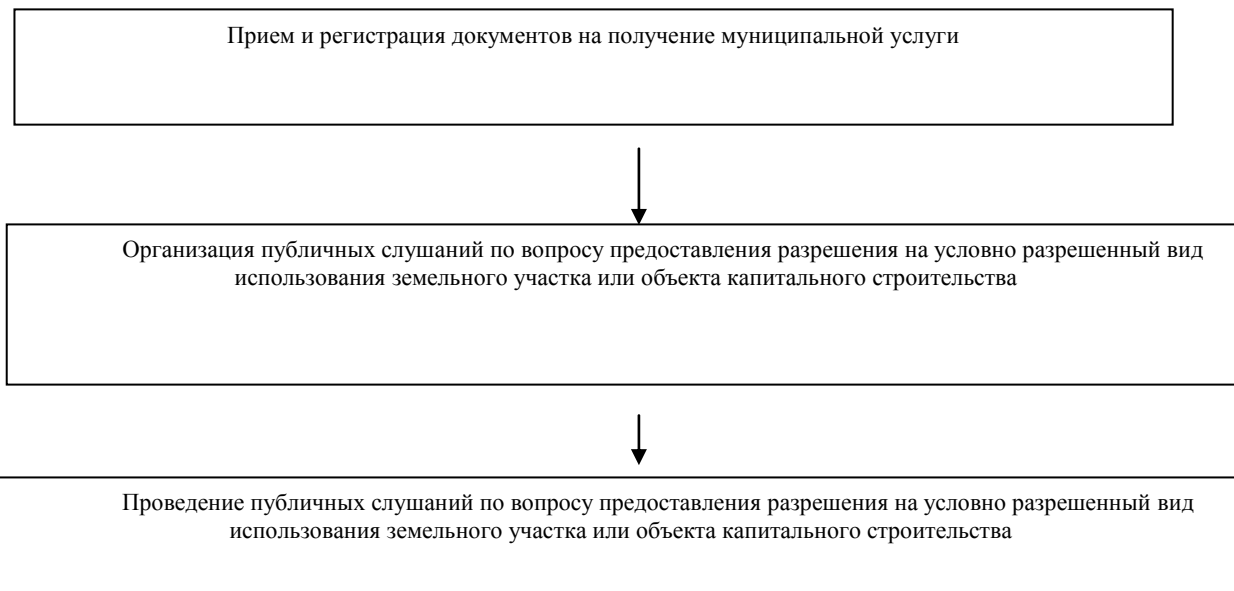 Прием и регистрация документов на получение муниципальной услуги
Организация публичных слушаний по вопросу предоставления разрешения на условно разрешенный вид
использования земельного участка или объекта капитального строительства
Проведение публичных слушаний по вопросу предоставления разрешения на условно разрешенный вид
использования земельного участка или объекта капитального строительства